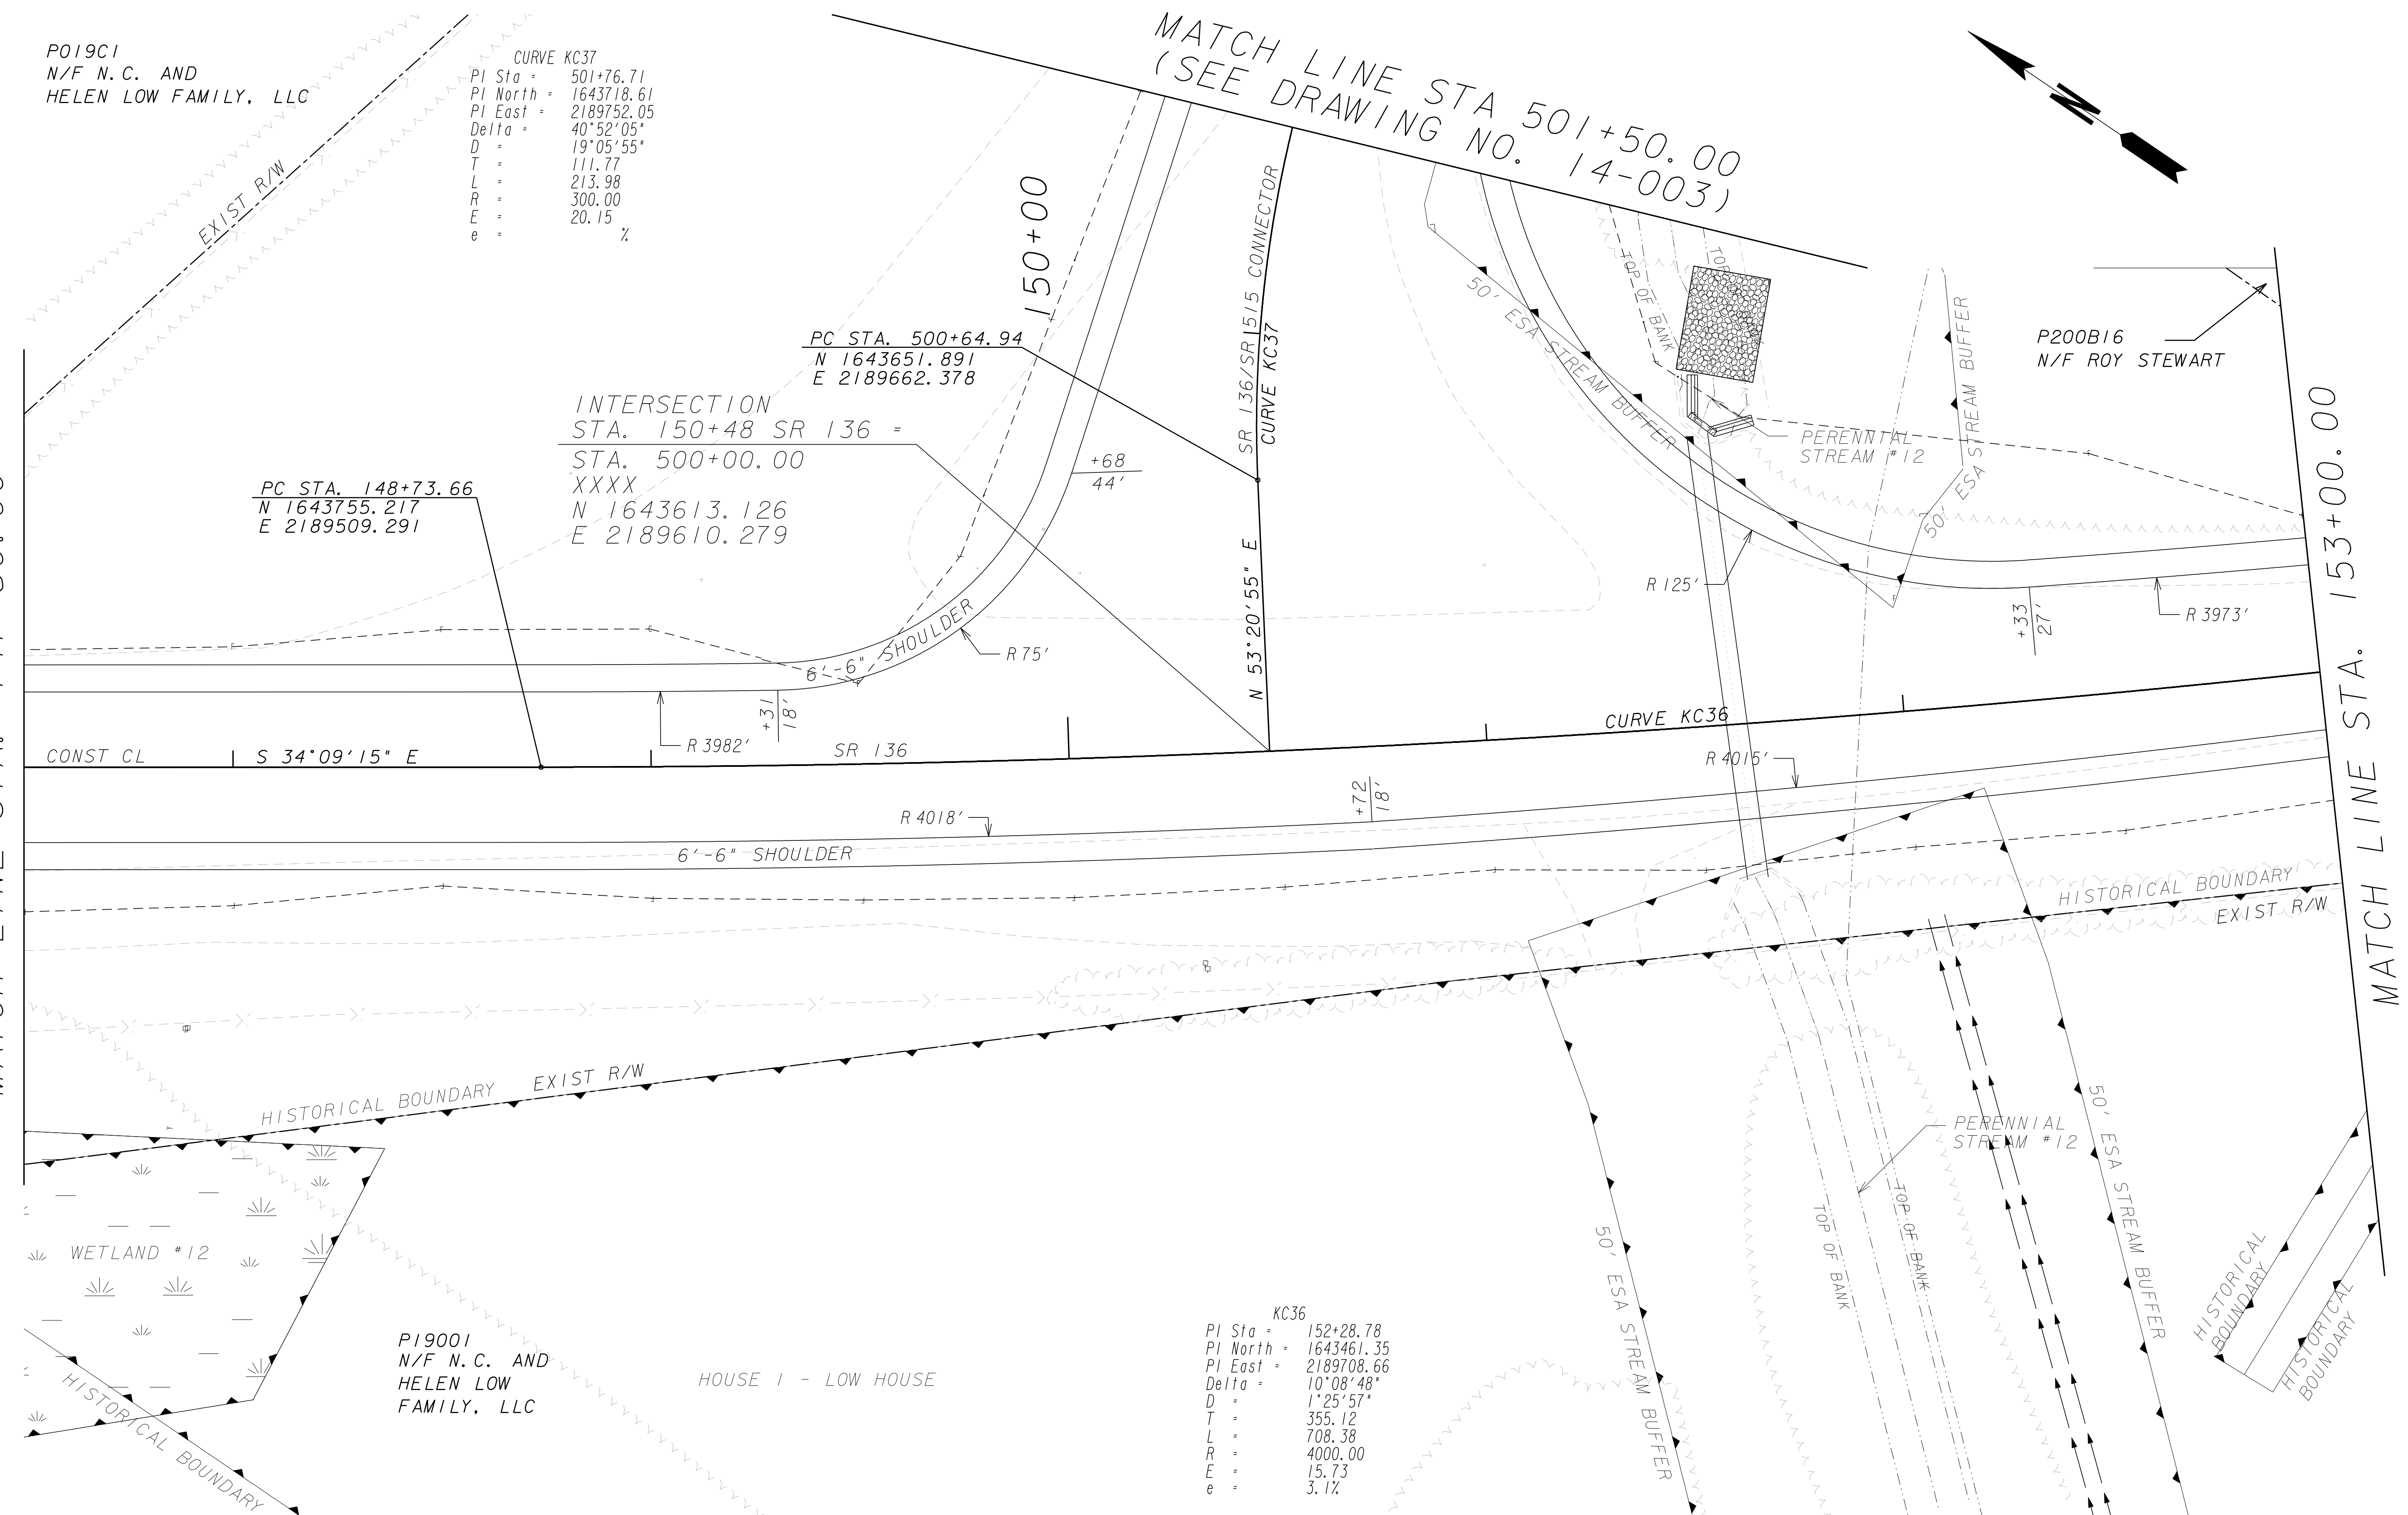 P019C1
N/F N.C. AND
HELEN LOW FAMILY, LLC
CURVE KC37
PI Sta = 501+76.71
PI North = 1643718.61
PI East = 2189752.05
Delta = 40°52'05"
D = 19°05'55"
T = 111.77
L = 213.98
R = 300.00
E = 20.15
e = %
MATCH LINE STA 501+50.00
(SEE DRAWING NO. 14-003)
N
EXIST R/W
150+00
SR 136/SR1515 CONNECTOR
CURVE KC37
PC STA. 500+64.94
N 1643651.891
E 2189662.378
INTERSECTION
STA. 150+48 SR 136 =
STA. 500+00.00
XXXX
N 1643613.126
E 2189610.279
PC STA. 148+73.66
N 1643755.217
E 2189509.291
+68
44'
50' ESA STREAM BUFFER
TOP OF BANK
PERENNIAL
STREAM #12
50' ESA STREAM BUFFER
P200B16
N/F ROY STEWART
MATCH LINE STA. 153+00.00
N 53°20'55" E
R 125'
+33
27'
R 3973'
6'-6" SHOULDER
R 75'
+31
18'
R 3982'
CONST CL
S 34°09'15" E
SR 136
CURVE KC36
R 4015'
R 4018'
+72
18'
6'-6" SHOULDER
HISTORICAL BOUNDARY
EXIST R/W
HISTORICAL BOUNDARY
EXIST R/W
WETLAND #12
HISTORICAL BOUNDARY
P19001
N/F N.C. AND
HELEN LOW
FAMILY, LLC
HOUSE 1 - LOW HOUSE
KC36
PI Sta = 152+28.78
PI North = 1643461.35
PI East = 2189708.66
Delta = 10°08'48"
D = 1°25'57"
T = 355.12
L = 708.38
R = 4000.00
E = 15.73
e = 3.1%
50' ESA STREAM BUFFER
TOP OF BANK
TOP OF BANK
PERENNIAL
STREAM #12
50' ESA STREAM BUFFER
HISTORICAL
BOUNDARY
HISTORICAL
BOUNDARY